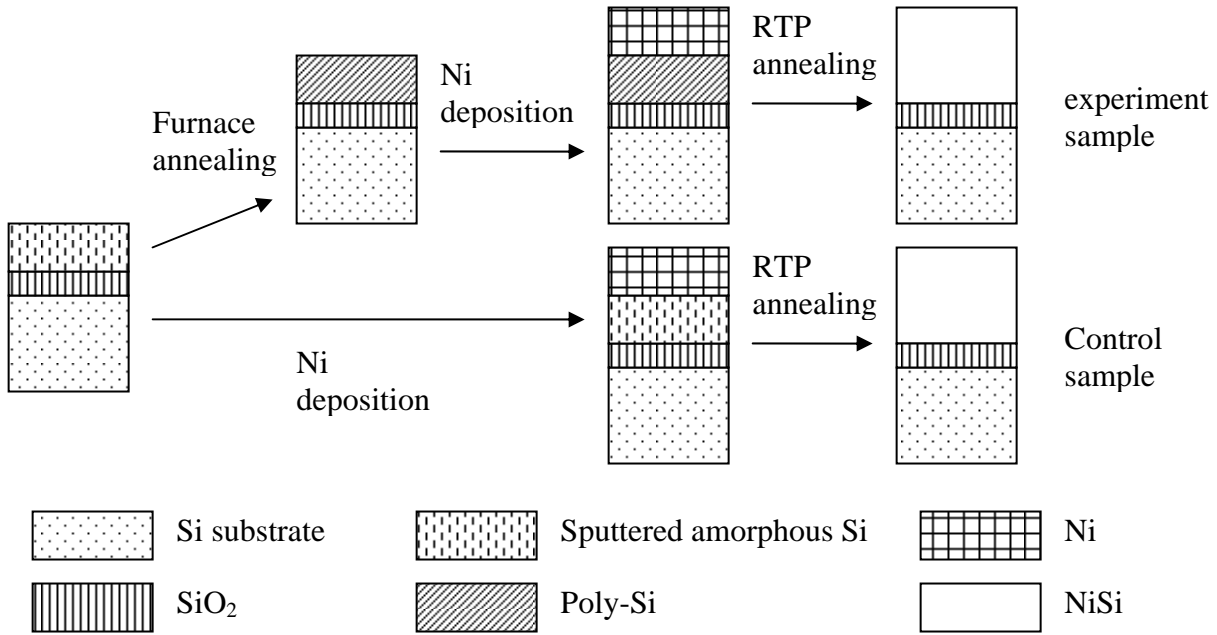 Furnace
annealing
Ni
deposition
RTP
annealing
experiment
sample
Ni
deposition
RTP
annealing
Control
sample
Si substrate
Sputtered amorphous Si
Ni
SiO₂
Poly-Si
NiSi